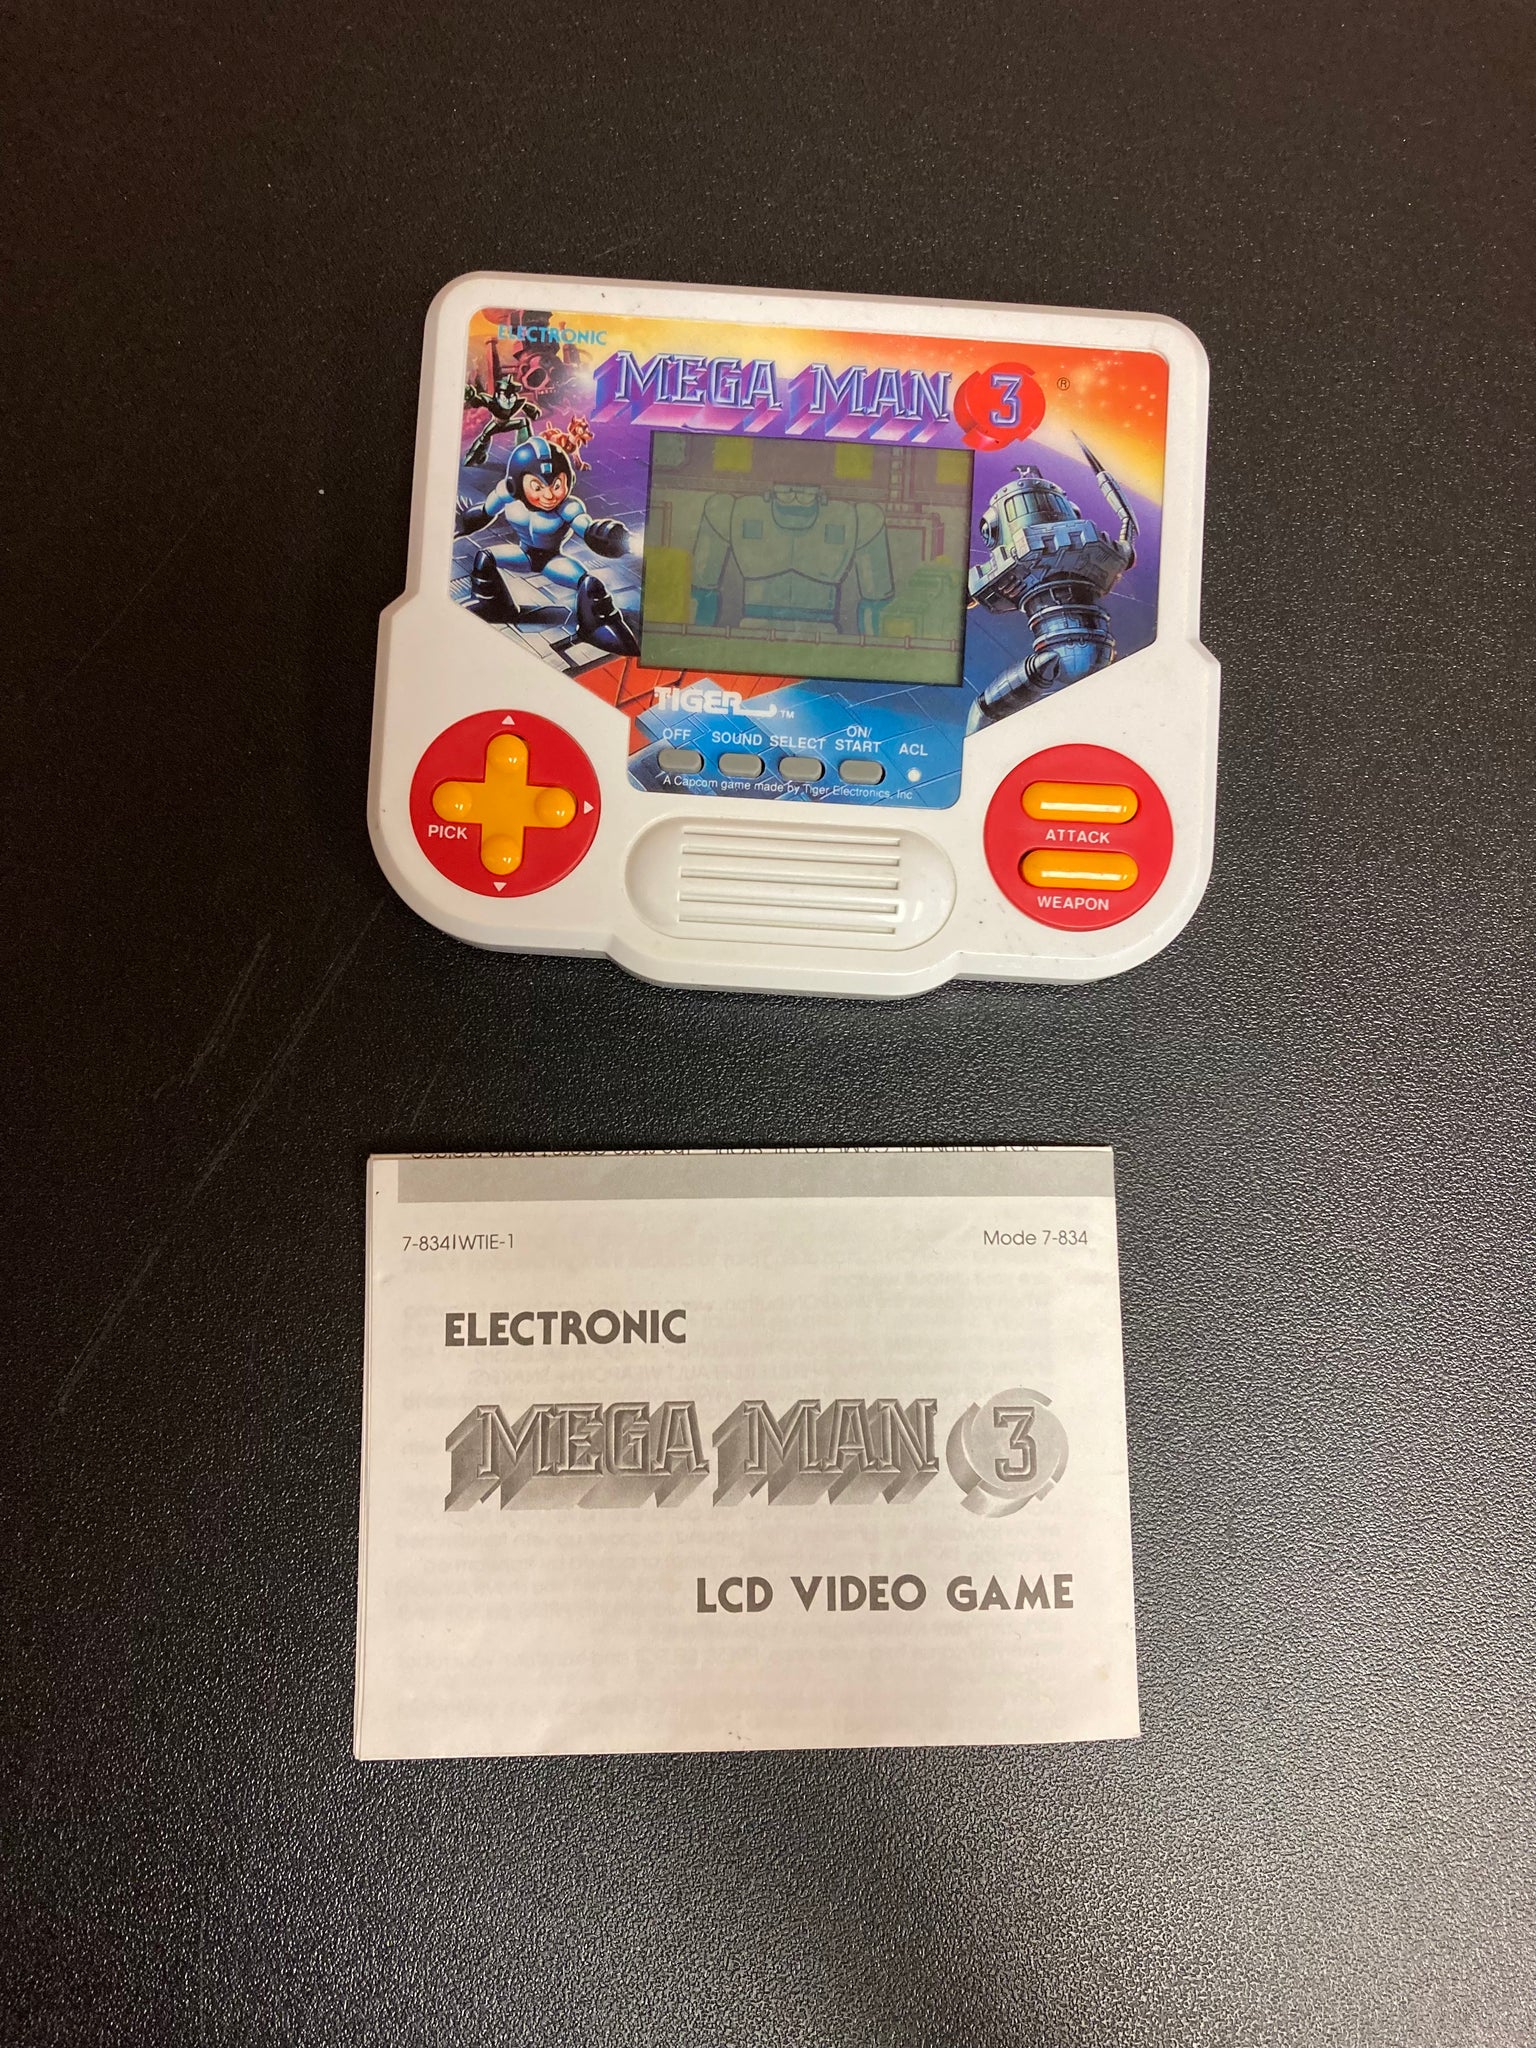 ELECTRONIC
MEGA MAN 3 ®
TIGER™
OFF SOUND SELECT ON/START ACL
A Capcom game made by Tiger Electronics, Inc
PICK
ATTACK
WEAPON
7-834IWTIE-1 Mode 7-834
ELECTRONIC
MEGA MAN 3
LCD VIDEO GAME